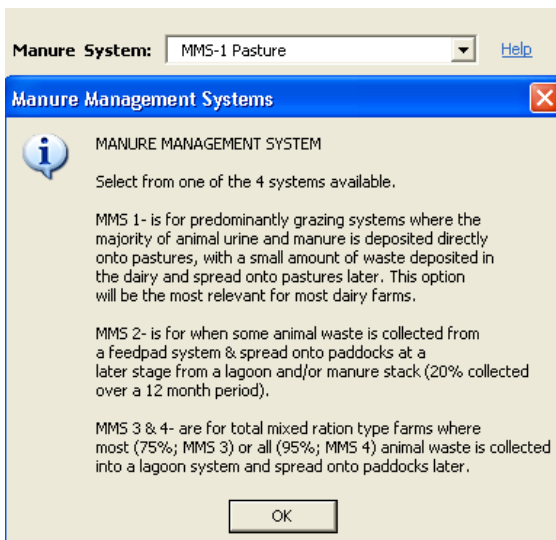 Manure System: MMS-1 Pasture Help
Manure Management Systems
MANURE MANAGEMENT SYSTEM
Select from one of the 4 systems available.
MMS 1- is for predominantly grazing systems where the
majority of animal urine and manure is deposited directly
onto pastures, with a small amount of waste deposited in
the dairy and spread onto pastures later. This option
will be the most relevant for most dairy farms.
MMS 2- is for when some animal waste is collected from
a feedpad system & spread onto paddocks at a
later stage from a lagoon and/or manure stack (20% collected
over a 12 month period).
MMS 3 & 4- are for total mixed ration type farms where
most (75%; MMS 3) or all (95%; MMS 4) animal waste is collected
into a lagoon system and spread onto paddocks later.
OK